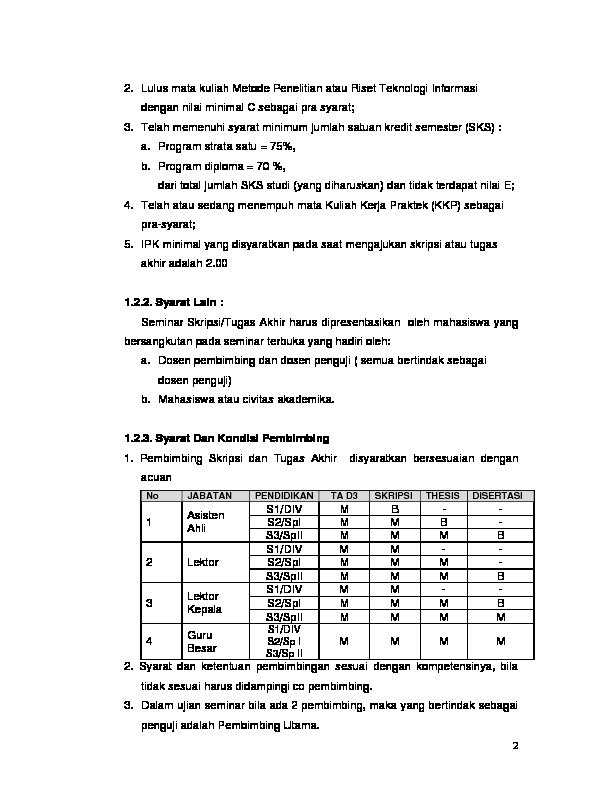 2. Lulus mata kuliah Metode Penelitian atau Riset Teknologi Informasi
dengan nilai minimal C sebagai pra syarat;
3. Telah memenuhi syarat minimum jumlah satuan kredit semester (SKS) :
a. Program strata satu = 75%,
b. Program diploma = 70 %,
dari total jumlah SKS studi (yang diharuskan) dan tidak terdapat nilai E;
4. Telah atau sedang menempuh mata Kuliah Kerja Praktek (KKP) sebagai
pra-syarat;
5. IPK minimal yang disyaratkan pada saat mengajukan skripsi atau tugas
akhir adalah 2.00
1.2.2. Syarat Lain :
Seminar Skripsi/Tugas Akhir harus dipresentasikan oleh mahasiswa yang
bersangkutan pada seminar terbuka yang hadiri oleh:
a. Dosen pembimbing dan dosen penguji ( semua bertindak sebagai
dosen penguji)
b. Mahasiswa atau civitas akademika.
1.2.3. Syarat Dan Kondisi Pembimbing
1. Pembimbing Skripsi dan Tugas Akhir disyaratkan bersesuaian dengan
acuan
No JABATAN PENDIDIKAN TA D3 SKRIPSI THESIS DISERTASI
1 Asisten Ahli S1/DIV M B - -
S2/SpI M M B -
S3/SpII M M M B
2 Lektor S1/DIV M M - -
S2/SpI M M M -
S3/SpII M M M B
3 Lektor Kepala S1/DIV M M - -
S2/SpI M M M B
S3/SpII M M M M
4 Guru Besar S1/DIV S2/Sp I S3/Sp II M M M M
2. Syarat dan ketentuan pembimbingan sesuai dengan kompetensinya, bila
tidak sesuai harus didampingi co pembimbing.
3. Dalam ujian seminar bila ada 2 pembimbing, maka yang bertindak sebagai
penguji adalah Pembimbing Utama.
2